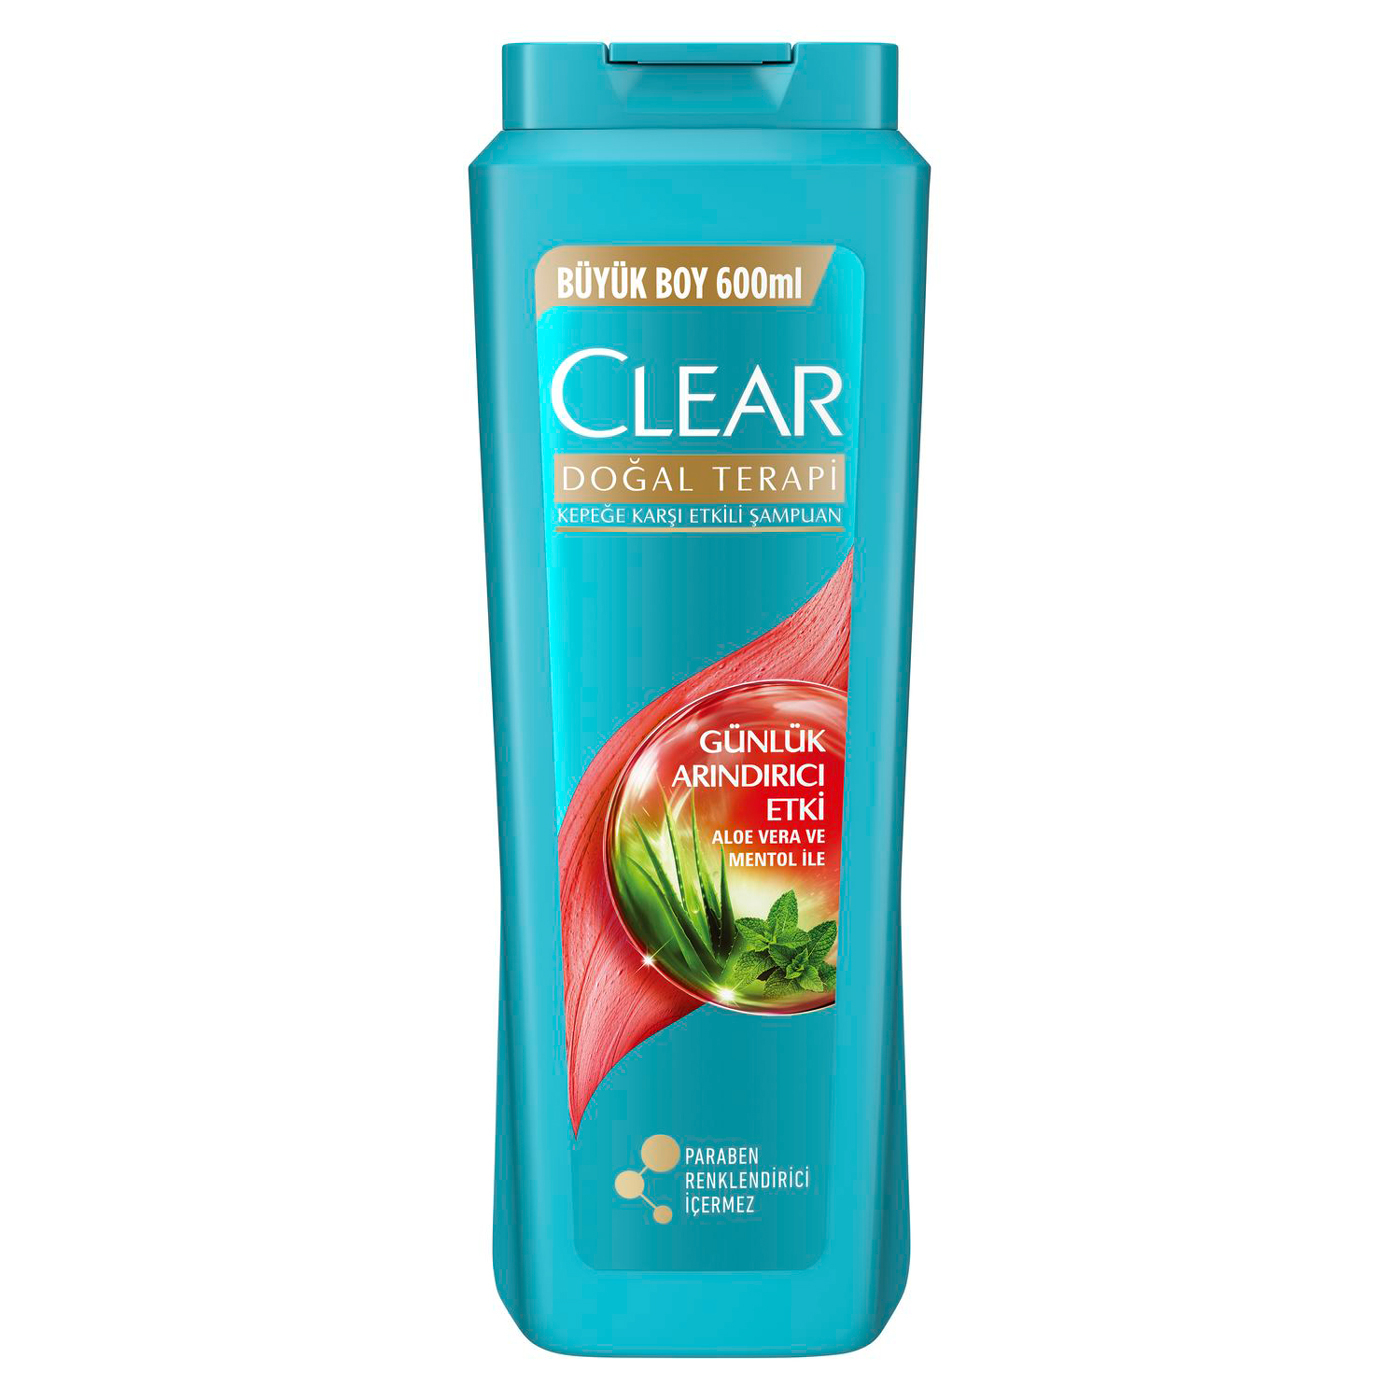 BÜYÜK BOY 600ml
CLEAR
DOĞAL TERAPİ
KEPEĞE KARŞI ETKİLİ ŞAMPUAN
GÜNLÜK
ARINDIRICI
ETKİ
ALOE VERA VE
MENTOL İLE
PARABEN
RENKLENDİRİCİ
İÇERMEZ